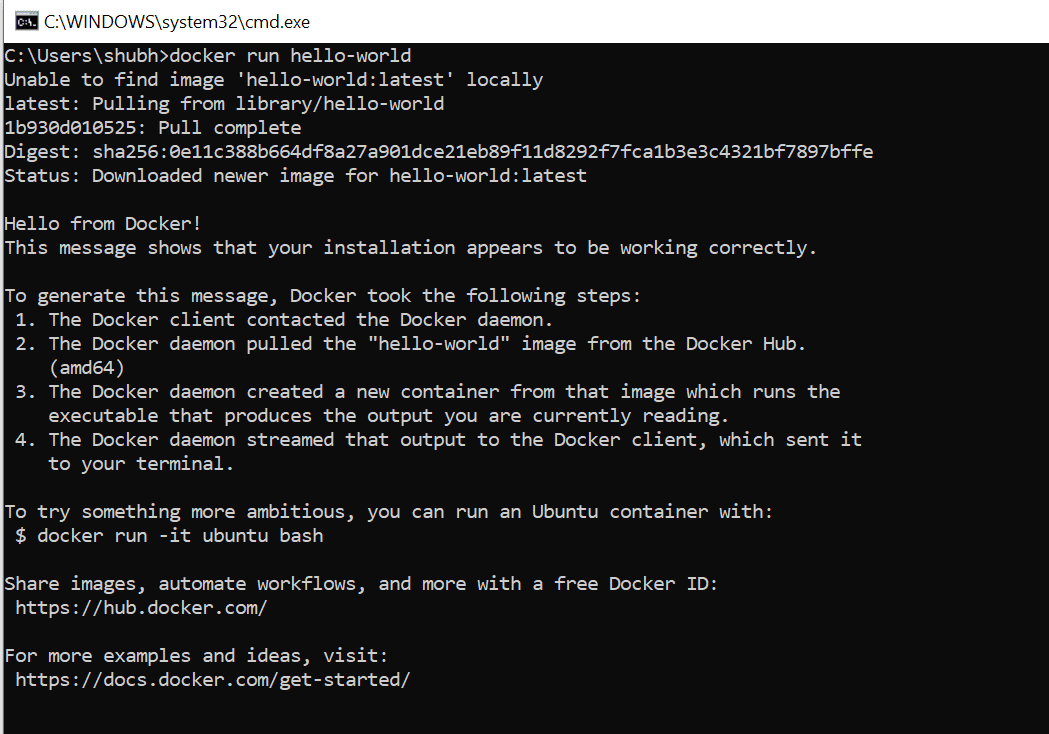 C:\WINDOWS\system32\cmd.exe
C:\Users\shubh>docker run hello-world
Unable to find image 'hello-world:latest' locally
latest: Pulling from library/hello-world
1b930d010525: Pull complete
Digest: sha256:0e11c388b664df8a27a901dce21eb89f11d8292f7fca1b3e3c4321bf7897bffe
Status: Downloaded newer image for hello-world:latest

Hello from Docker!
This message shows that your installation appears to be working correctly.

To generate this message, Docker took the following steps:
 1. The Docker client contacted the Docker daemon.
 2. The Docker daemon pulled the "hello-world" image from the Docker Hub.
    (amd64)
 3. The Docker daemon created a new container from that image which runs the
    executable that produces the output you are currently reading.
 4. The Docker daemon streamed that output to the Docker client, which sent it
    to your terminal.

To try something more ambitious, you can run an Ubuntu container with:
 $ docker run -it ubuntu bash

Share images, automate workflows, and more with a free Docker ID:
 https://hub.docker.com/

For more examples and ideas, visit:
 https://docs.docker.com/get-started/